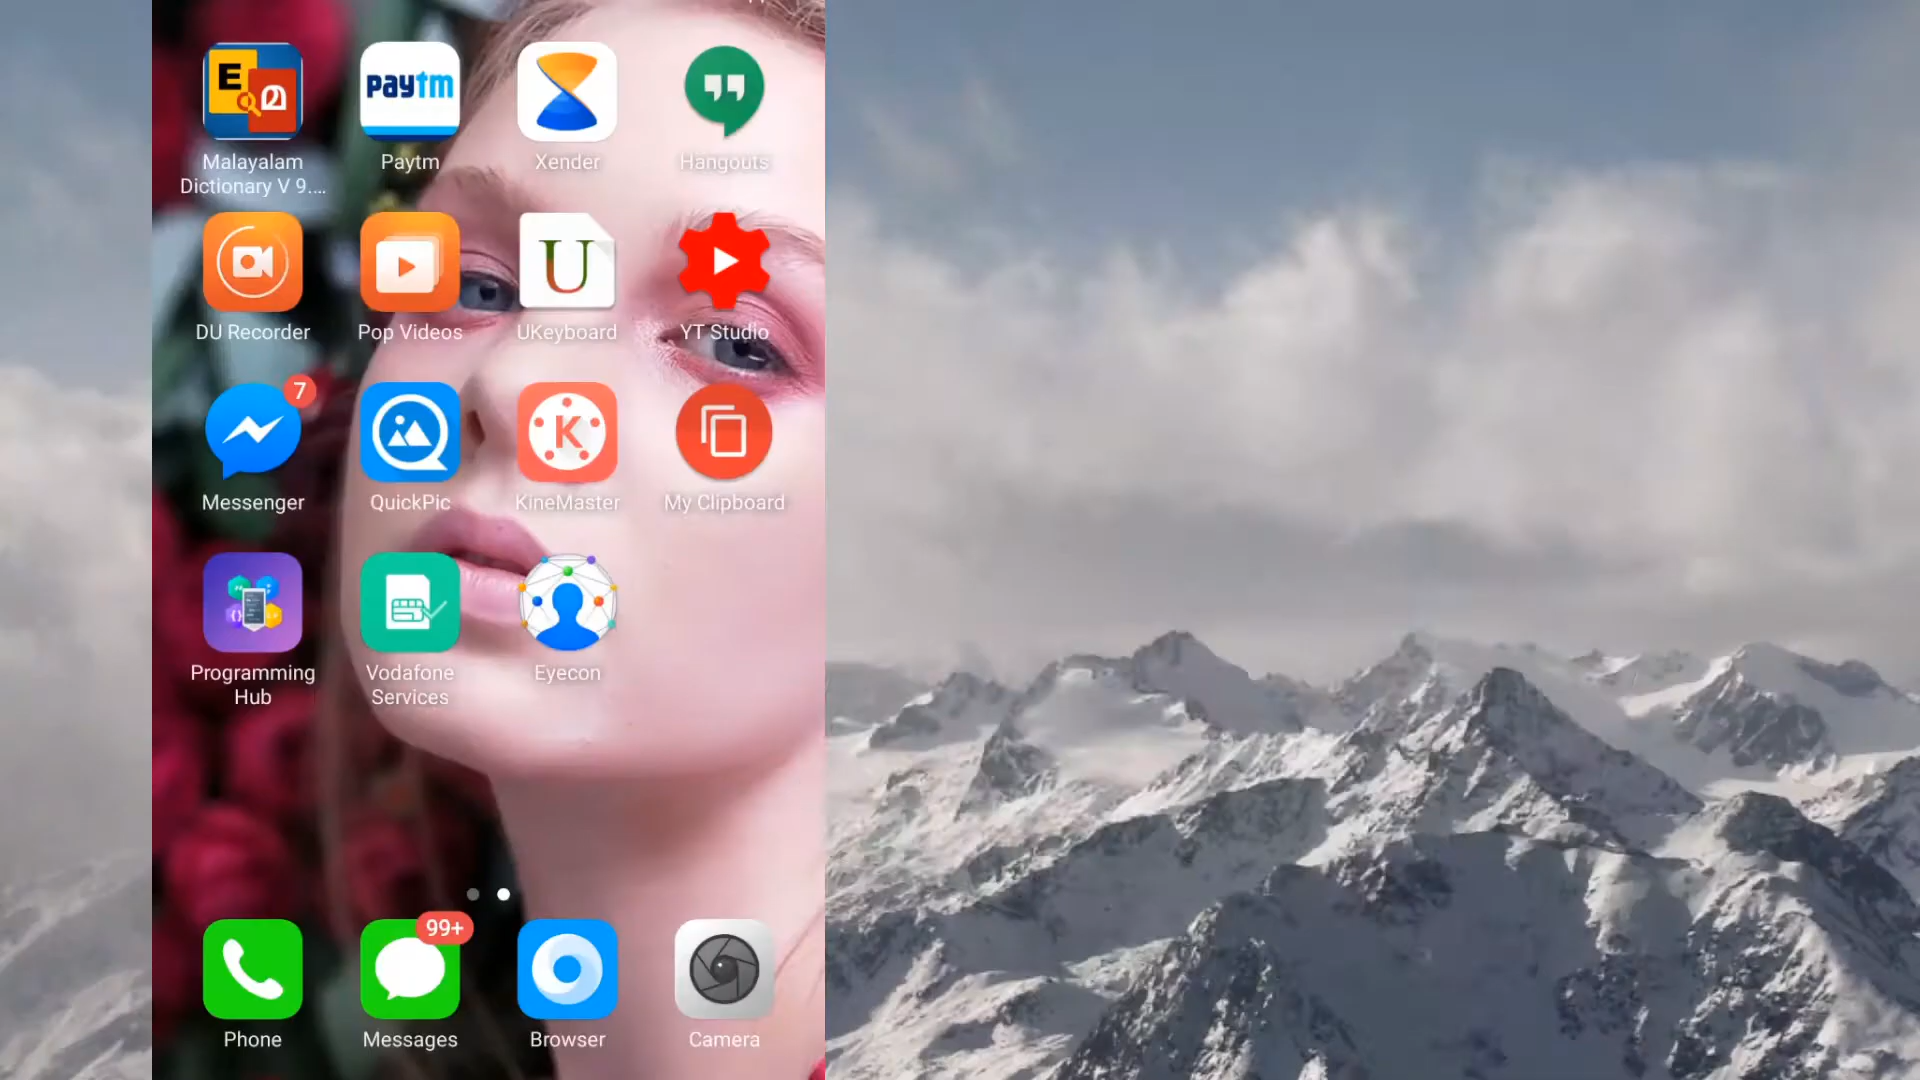 E
മ
paytm
Malayalam
Dictionary V 9....
Paytm
Xender
Hangouts
U
DU Recorder
Pop Videos
UKeyboard
YT Studio
7
K
Messenger
QuickPic
KineMaster
My Clipboard
Programming
Hub
Vodafone
Services
Eyecon
99+
Phone
Messages
Browser
Camera